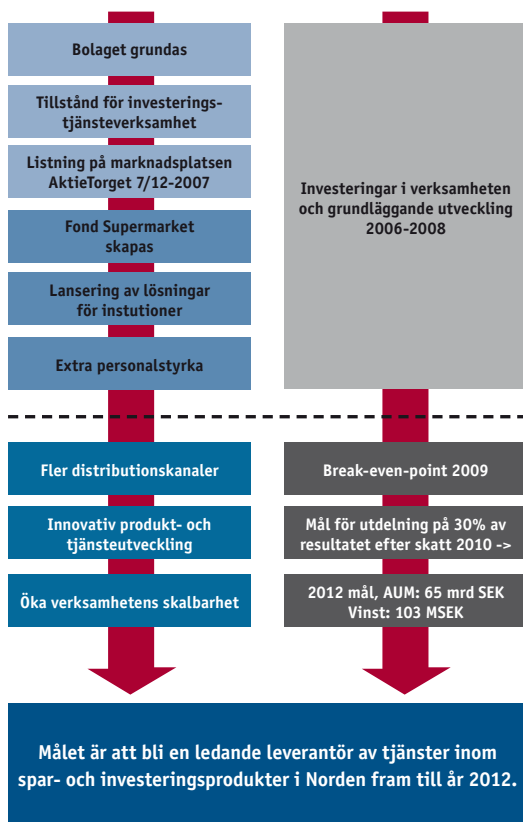 Bolaget grundas
Tillstånd för investerings-
tjänsteverksamhet
Listning på marknadsplatsen
AktieTorget 7/12-2007
Fond Supermarket
skapas
Lansering av lösningar
för instutioner
Extra personalstyrka
Investeringar i verksamheten
och grundläggande utveckling
2006-2008
Fler distributionskanaler
Innovativ produkt- och
tjänsteutveckling
Öka verksamhetens skalbarhet
Break-even-point 2009
Mål för utdelning på 30% av
resultatet efter skatt 2010 ->
2012 mål, AUM: 65 mrd SEK
Vinst: 103 MSEK
Målet är att bli en ledande leverantör av tjänster inom
spar- och investeringsprodukter i Norden fram till år 2012.